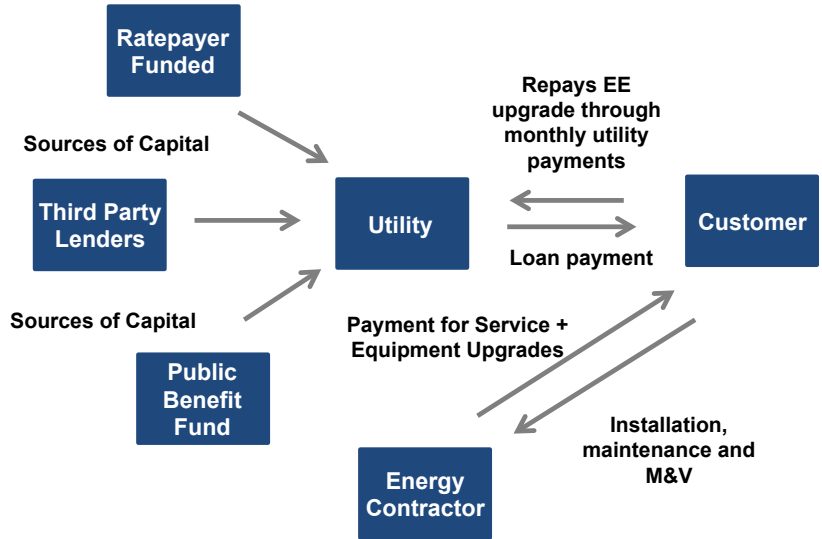 Ratepayer
Funded
Sources of Capital
Third Party
Lenders
Sources of Capital
Public
Benefit
Fund
Utility
Repays EE
upgrade through
monthly utility
payments
Loan payment
Customer
Payment for Service +
Equipment Upgrades
Installation,
maintenance and
M&V
Energy
Contractor